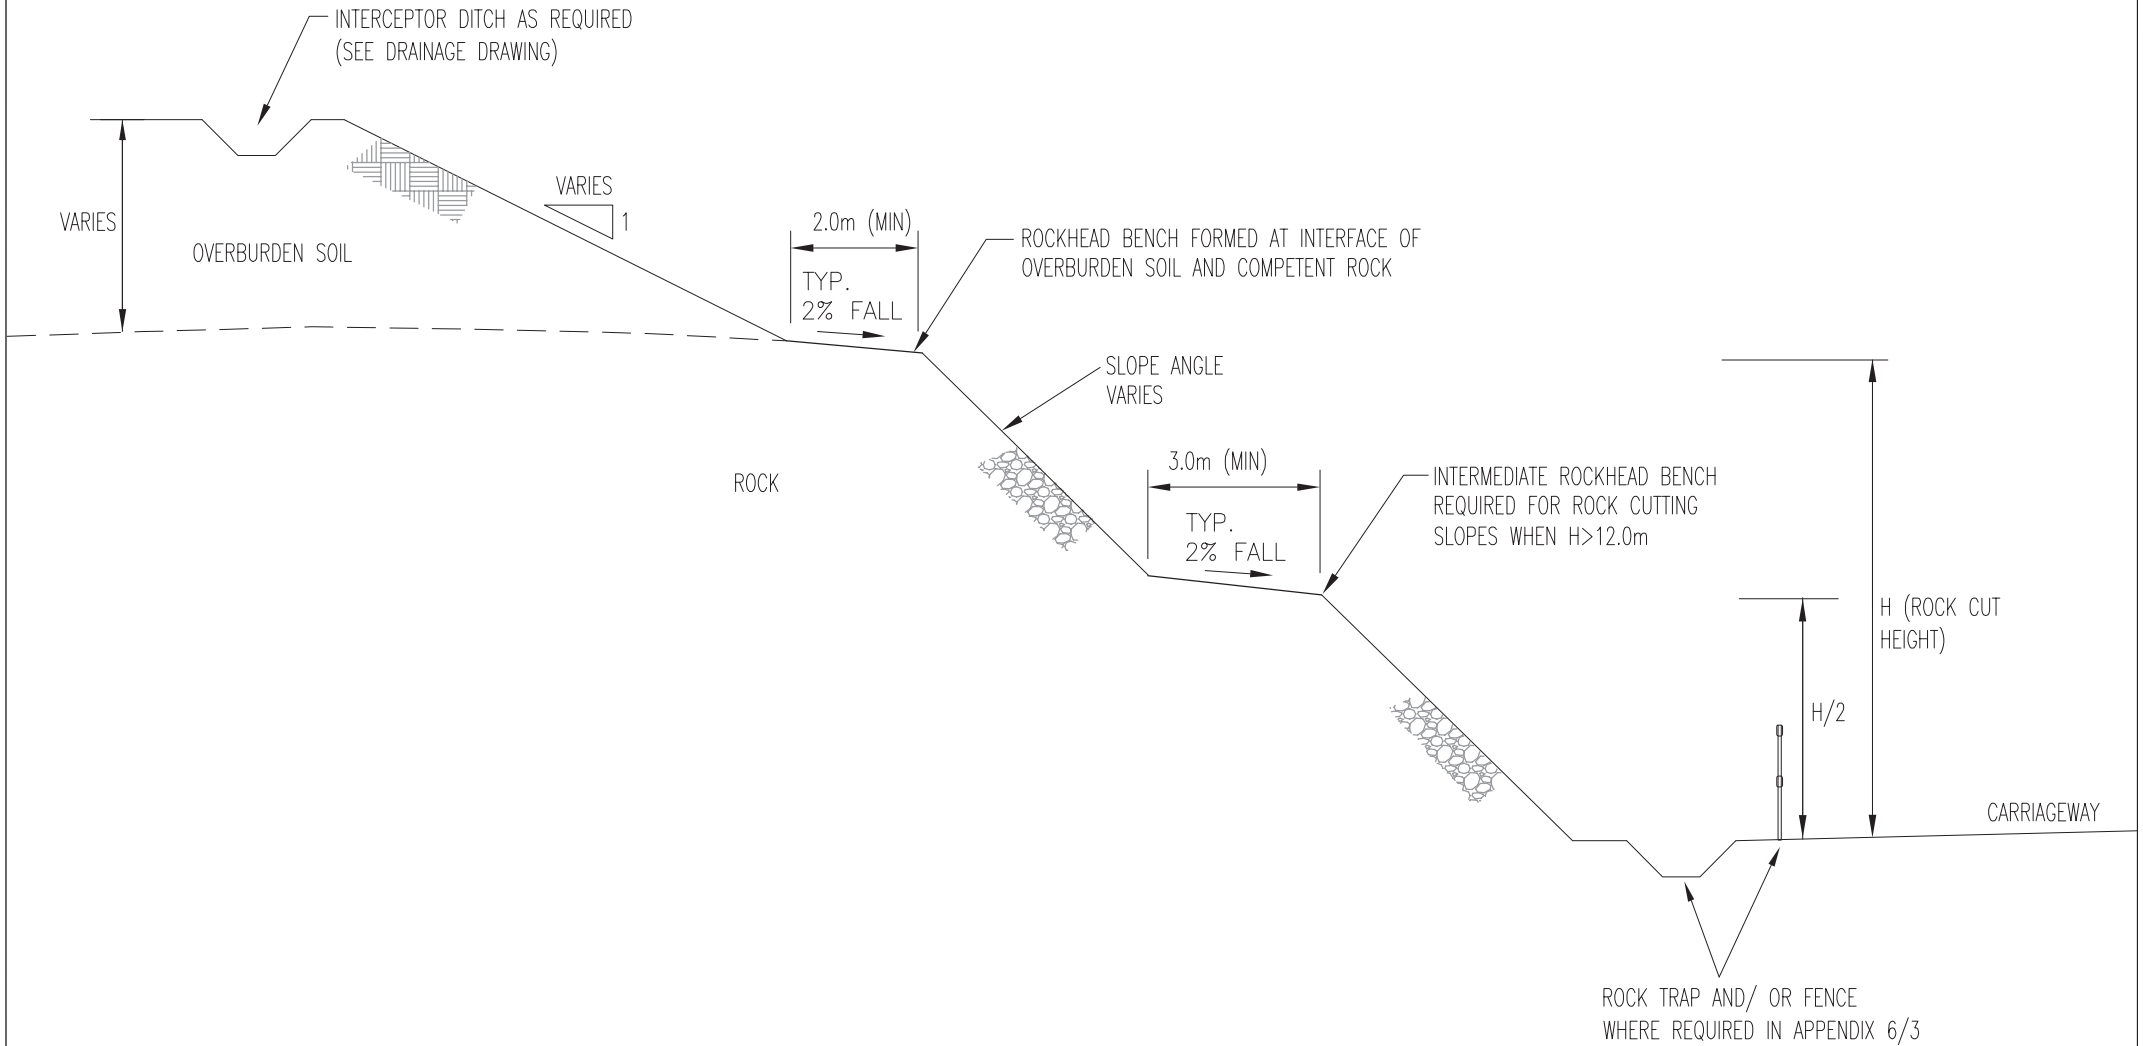 INTERCEPTOR DITCH AS REQUIRED
(SEE DRAINAGE DRAWING)
VARIES
OVERBURDEN SOIL
VARIES
1
2.0m (MIN)
TYP.
2% FALL
ROCKHEAD BENCH FORMED AT INTERFACE OF
OVERBURDEN SOIL AND COMPETENT ROCK
SLOPE ANGLE
VARIES
ROCK
3.0m (MIN)
TYP.
2% FALL
INTERMEDIATE ROCKHEAD BENCH
REQUIRED FOR ROCK CUTTING
SLOPES WHEN H>12.0m
H (ROCK CUT
HEIGHT)
H/2
CARRIAGEWAY
ROCK TRAP AND/ OR FENCE
WHERE REQUIRED IN APPENDIX 6/3